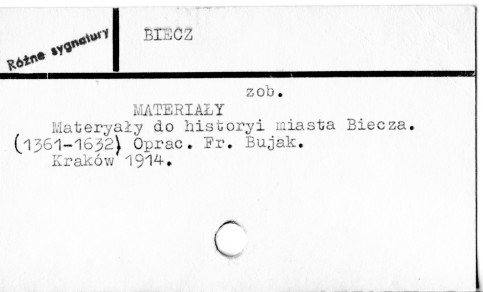 Różne sygnatury
BIECZ
zob.
MATERIAŁY
Materyały do historyi miasta Biecza.
(1361-1632) Oprac. Fr. Bujak.
Kraków 1914.